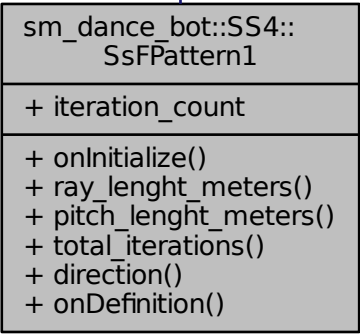 sm_dance_bot::SS4::
SsFPattern1
+ iteration_count
+ onInitialize()
+ ray_lenght_meters()
+ pitch_lenght_meters()
+ total_iterations()
+ direction()
+ onDefinition()